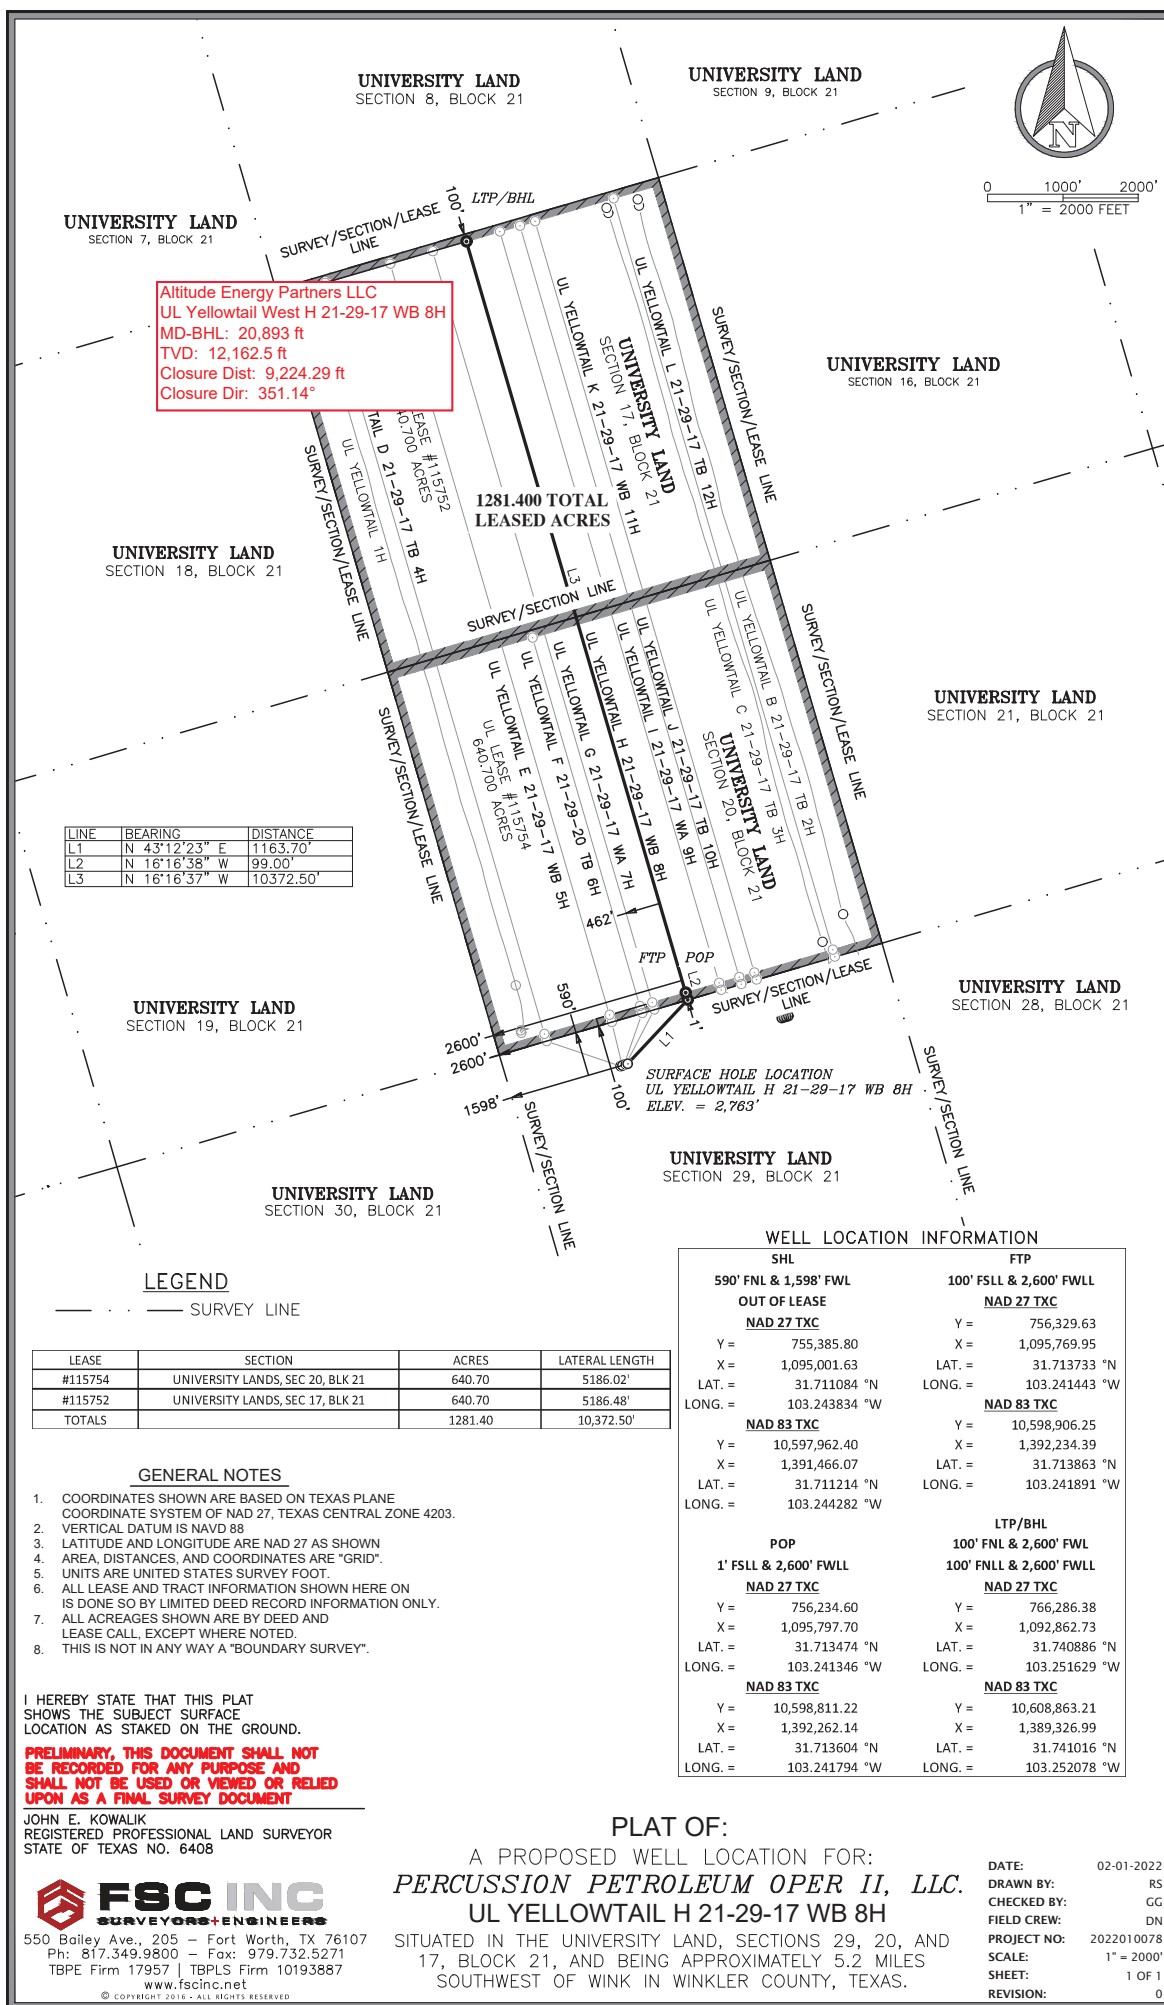 UNIVERSITY LAND
SECTION 8, BLOCK 21
UNIVERSITY LAND
SECTION 9, BLOCK 21
N
0 1000' 2000'
1" = 2000 FEET
UNIVERSITY LAND
SECTION 7, BLOCK 21
SURVEY/SECTION/LEASE
LINE
100'
LTP/BHL
Altitude Energy Partners LLC
UL Yellowtail West H 21-29-17 WB 8H
MD-BHL: 20,893 ft
TVD: 12,162.5 ft
Closure Dist: 9,224.29 ft
Closure Dir: 351.14°
UL YELLOWTAIL 1H
TAIL D 21-29-17 TB 4H
LEASE #115752
40.700 ACRES
1281.400 TOTAL
LEASED ACRES
UL YELLOWTAIL K 21-29-17 WB 11H
UNIVERSITY LAND
SECTION 17, BLOCK 21
UL YELLOWTAIL L 21-29-17 TB 12H
SURVEY/SECTION/LEASE LINE
UNIVERSITY LAND
SECTION 16, BLOCK 21
UNIVERSITY LAND
SECTION 18, BLOCK 21
SURVEY/SECTION/LEASE LINE
L3
SURVEY/SECTION LINE
UL YELLOWTAIL E 21-29-17 WB 5H
UL LEASE #115754
640.700 ACRES
UL YELLOWTAIL F 21-29-20 TB 6H
UL YELLOWTAIL G 21-29-17 WA 7H
UL YELLOWTAIL H 21-29-17 WB 8H
UL YELLOWTAIL I 21-29-17 WA 9H
UL YELLOWTAIL J 21-29-17 TB 10H
UL YELLOWTAIL C 21-29-17 TB 3H
UL YELLOWTAIL B 21-29-17 TB 2H
UNIVERSITY LAND
SECTION 20, BLOCK 21
SURVEY/SECTION/LEASE LINE
UNIVERSITY LAND
SECTION 21, BLOCK 21
SURVEY/SECTION/LEASE LINE
LINE BEARING DISTANCE
L1 N 43°12'23" E 1163.70'
L2 N 16°16'38" W 99.00'
L3 N 16°16'37" W 10372.50'
462'
FTP POP
L2
590'
SURVEY/SECTION/LEASE
LINE
UNIVERSITY LAND
SECTION 19, BLOCK 21
UNIVERSITY LAND
SECTION 28, BLOCK 21
2600'
2600'
1'
L1
1598'
100'
SURFACE HOLE LOCATION
UL YELLOWTAIL H 21-29-17 WB 8H
ELEV. = 2,763'
SURVEY/SECTION LINE
SURVEY/SECTION LINE
UNIVERSITY LAND
SECTION 29, BLOCK 21
UNIVERSITY LAND
SECTION 30, BLOCK 21
LEGEND
SURVEY LINE
LEASE SECTION ACRES LATERAL LENGTH
#115754 UNIVERSITY LANDS, SEC 20, BLK 21 640.70 5186.02'
#115752 UNIVERSITY LANDS, SEC 17, BLK 21 640.70 5186.48'
TOTALS 1281.40 10,372.50'
WELL LOCATION INFORMATION
SHL
590' FNL & 1,598' FWL
OUT OF LEASE
NAD 27 TXC
Y = 755,385.80
X = 1,095,001.63
LAT. = 31.711084 °N
LONG. = 103.243834 °W
NAD 83 TXC
Y = 10,597,962.40
X = 1,391,466.07
LAT. = 31.711214 °N
LONG. = 103.244282 °W
FTP
100' FSLL & 2,600' FWLL
NAD 27 TXC
Y = 756,329.63
X = 1,095,769.95
LAT. = 31.713733 °N
LONG. = 103.241443 °W
NAD 83 TXC
Y = 10,598,906.25
X = 1,392,234.39
LAT. = 31.713863 °N
LONG. = 103.241891 °W
POP
1' FSLL & 2,600' FWLL
NAD 27 TXC
Y = 756,234.60
X = 1,095,797.70
LAT. = 31.713474 °N
LONG. = 103.241346 °W
NAD 83 TXC
Y = 10,598,811.22
X = 1,392,262.14
LAT. = 31.713604 °N
LONG. = 103.241794 °W
LTP/BHL
100' FNL & 2,600' FWL
100' FNLL & 2,600' FWLL
NAD 27 TXC
Y = 766,286.38
X = 1,092,862.73
LAT. = 31.740886 °N
LONG. = 103.251629 °W
NAD 83 TXC
Y = 10,608,863.21
X = 1,389,326.99
LAT. = 31.741016 °N
LONG. = 103.252078 °W
GENERAL NOTES
1. COORDINATES SHOWN ARE BASED ON TEXAS PLANE
COORDINATE SYSTEM OF NAD 27, TEXAS CENTRAL ZONE 4203.
2. VERTICAL DATUM IS NAVD 88
3. LATITUDE AND LONGITUDE ARE NAD 27 AS SHOWN
4. AREA, DISTANCES, AND COORDINATES ARE "GRID".
5. UNITS ARE UNITED STATES SURVEY FOOT.
6. ALL LEASE AND TRACT INFORMATION SHOWN HERE ON
IS DONE SO BY LIMITED DEED RECORD INFORMATION ONLY.
7. ALL ACREAGES SHOWN ARE BY DEED AND
LEASE CALL, EXCEPT WHERE NOTED.
8. THIS IS NOT IN ANY WAY A "BOUNDARY SURVEY".
I HEREBY STATE THAT THIS PLAT
SHOWS THE SUBJECT SURFACE
LOCATION AS STAKED ON THE GROUND.
PRELIMINARY, THIS DOCUMENT SHALL NOT
BE RECORDED FOR ANY PURPOSE AND
SHALL NOT BE USED OR VIEWED OR RELIED
UPON AS A FINAL SURVEY DOCUMENT
JOHN E. KOWALIK
REGISTERED PROFESSIONAL LAND SURVEYOR
STATE OF TEXAS NO. 6408
FSC INC
SURVEYORS+ENGINEERS
550 Bailey Ave., 205 – Fort Worth, TX 76107
Ph: 817.349.9800 – Fax: 979.732.5271
TBPE Firm 17957 | TBPLS Firm 10193887
www.fscinc.net
© COPYRIGHT 2016 - ALL RIGHTS RESERVED
PLAT OF:
A PROPOSED WELL LOCATION FOR:
PERCUSSION PETROLEUM OPER II, LLC.
UL YELLOWTAIL H 21-29-17 WB 8H
SITUATED IN THE UNIVERSITY LAND, SECTIONS 29, 20, AND
17, BLOCK 21, AND BEING APPROXIMATELY 5.2 MILES
SOUTHWEST OF WINK IN WINKLER COUNTY, TEXAS.
DATE: 02-01-2022
DRAWN BY: RS
CHECKED BY: GG
FIELD CREW: DN
PROJECT NO: 2022010078
SCALE: 1" = 2000'
SHEET: 1 OF 1
REVISION: 0